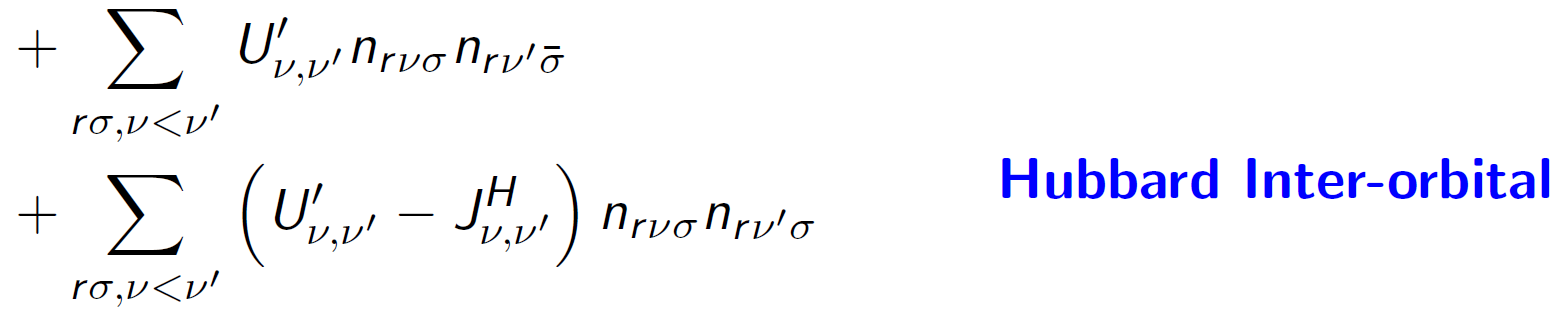 + ∑_{rσ,ν<ν′} U′_{ν,ν′} n_{rνσ} n_{rν′σ̄}
+ ∑_{rσ,ν<ν′} (U′_{ν,ν′} − J^H_{ν,ν′}) n_{rνσ} n_{rν′σ}
Hubbard Inter-orbital